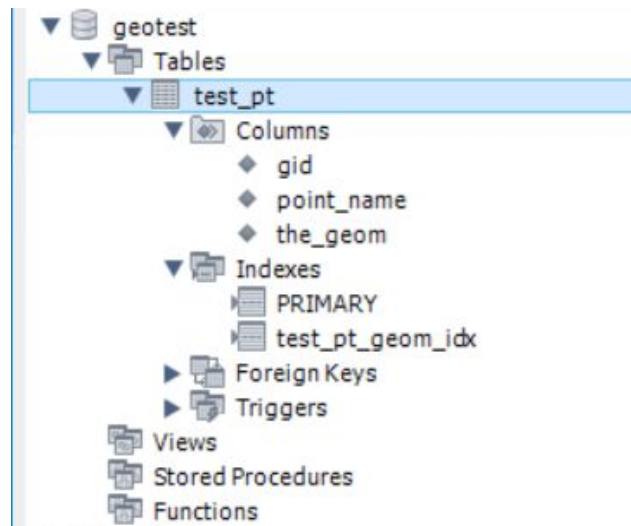 geotest
Tables
test_pt
Columns
gid
point_name
the_geom
Indexes
PRIMARY
test_pt_geom_idx
Foreign Keys
Triggers
Views
Stored Procedures
Functions